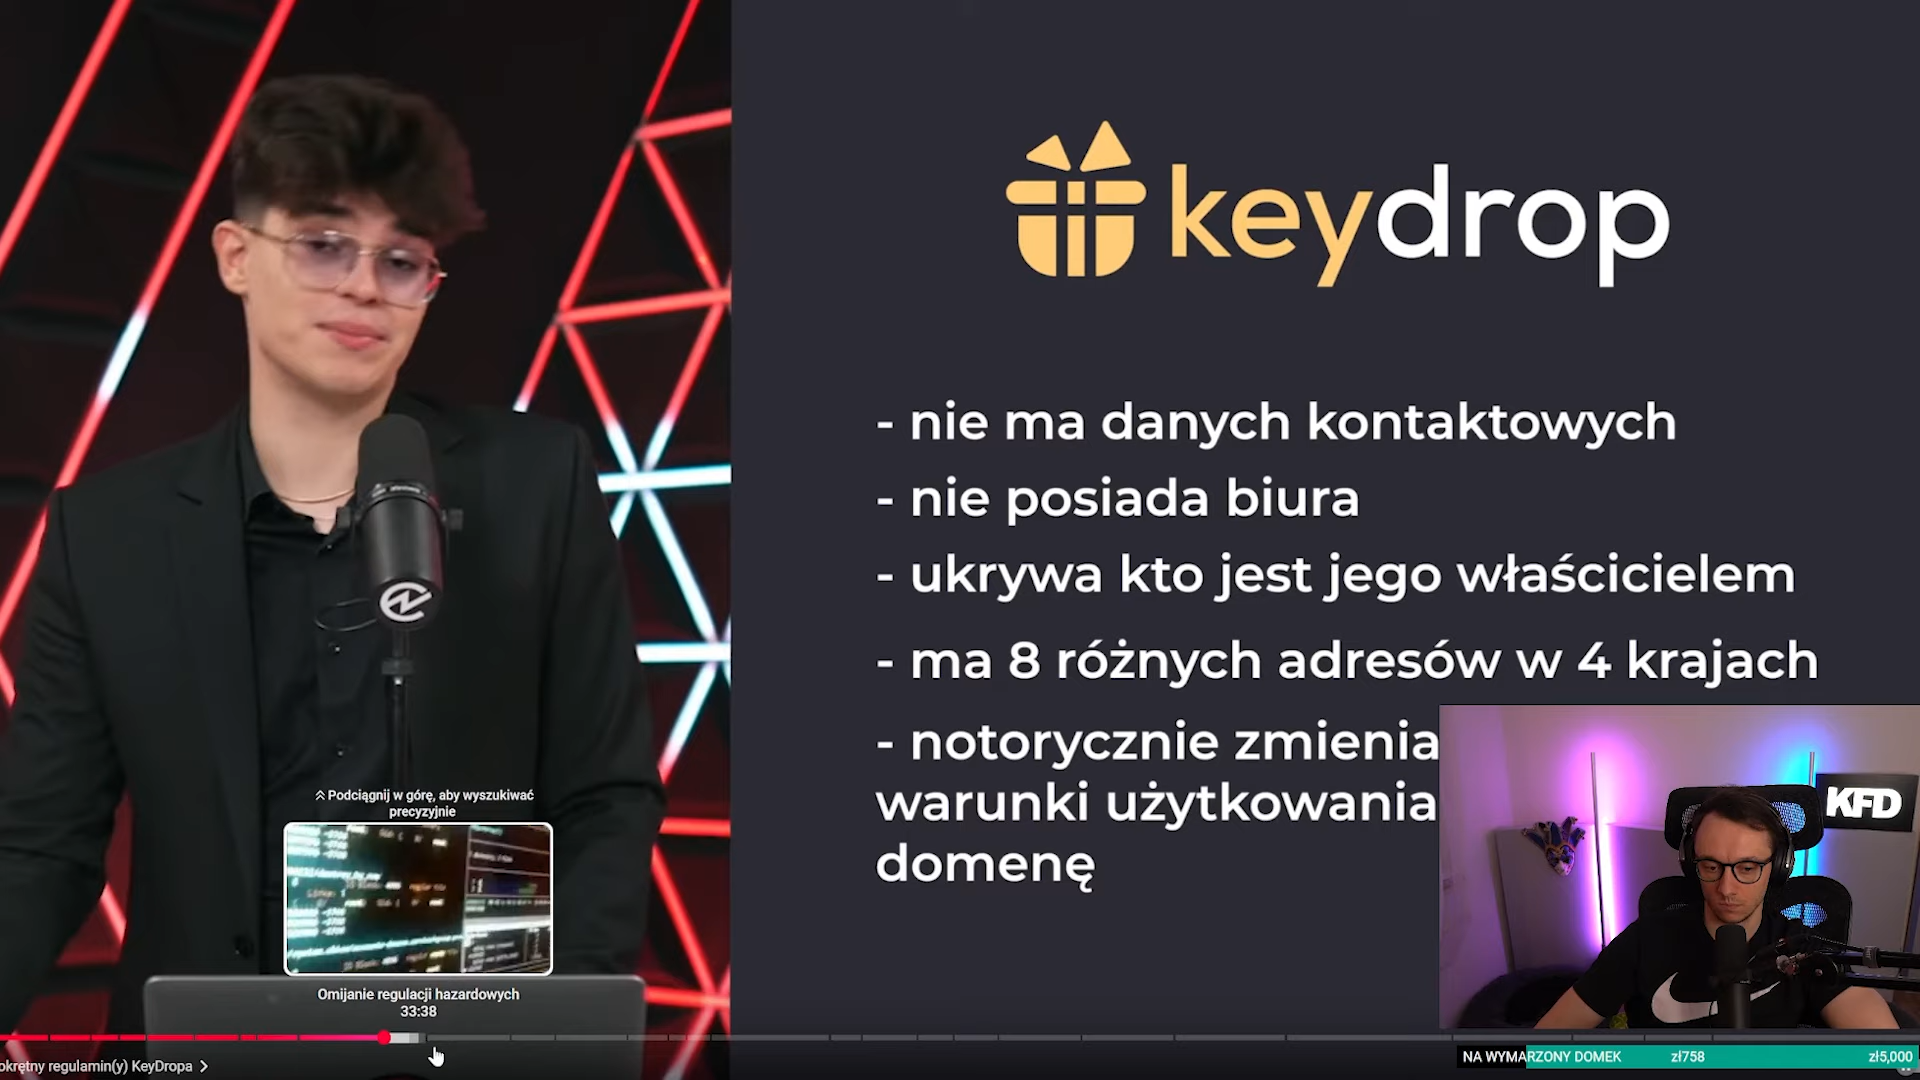 keydrop
- nie ma danych kontaktowych
- nie posiada biura
- ukrywa kto jest jego właścicielem
- ma 8 różnych adresów w 4 krajach
- notorycznie zmienia
warunki użytkowania
domenę
Podciągnij w górę, aby wyszukiwać
precyzyjnie
Omijanie regulacji hazardowych
33:38
okrętny regulamin(y) KeyDropa
KFD
NA WYMARZONY DOMEK zł758 zł5,000